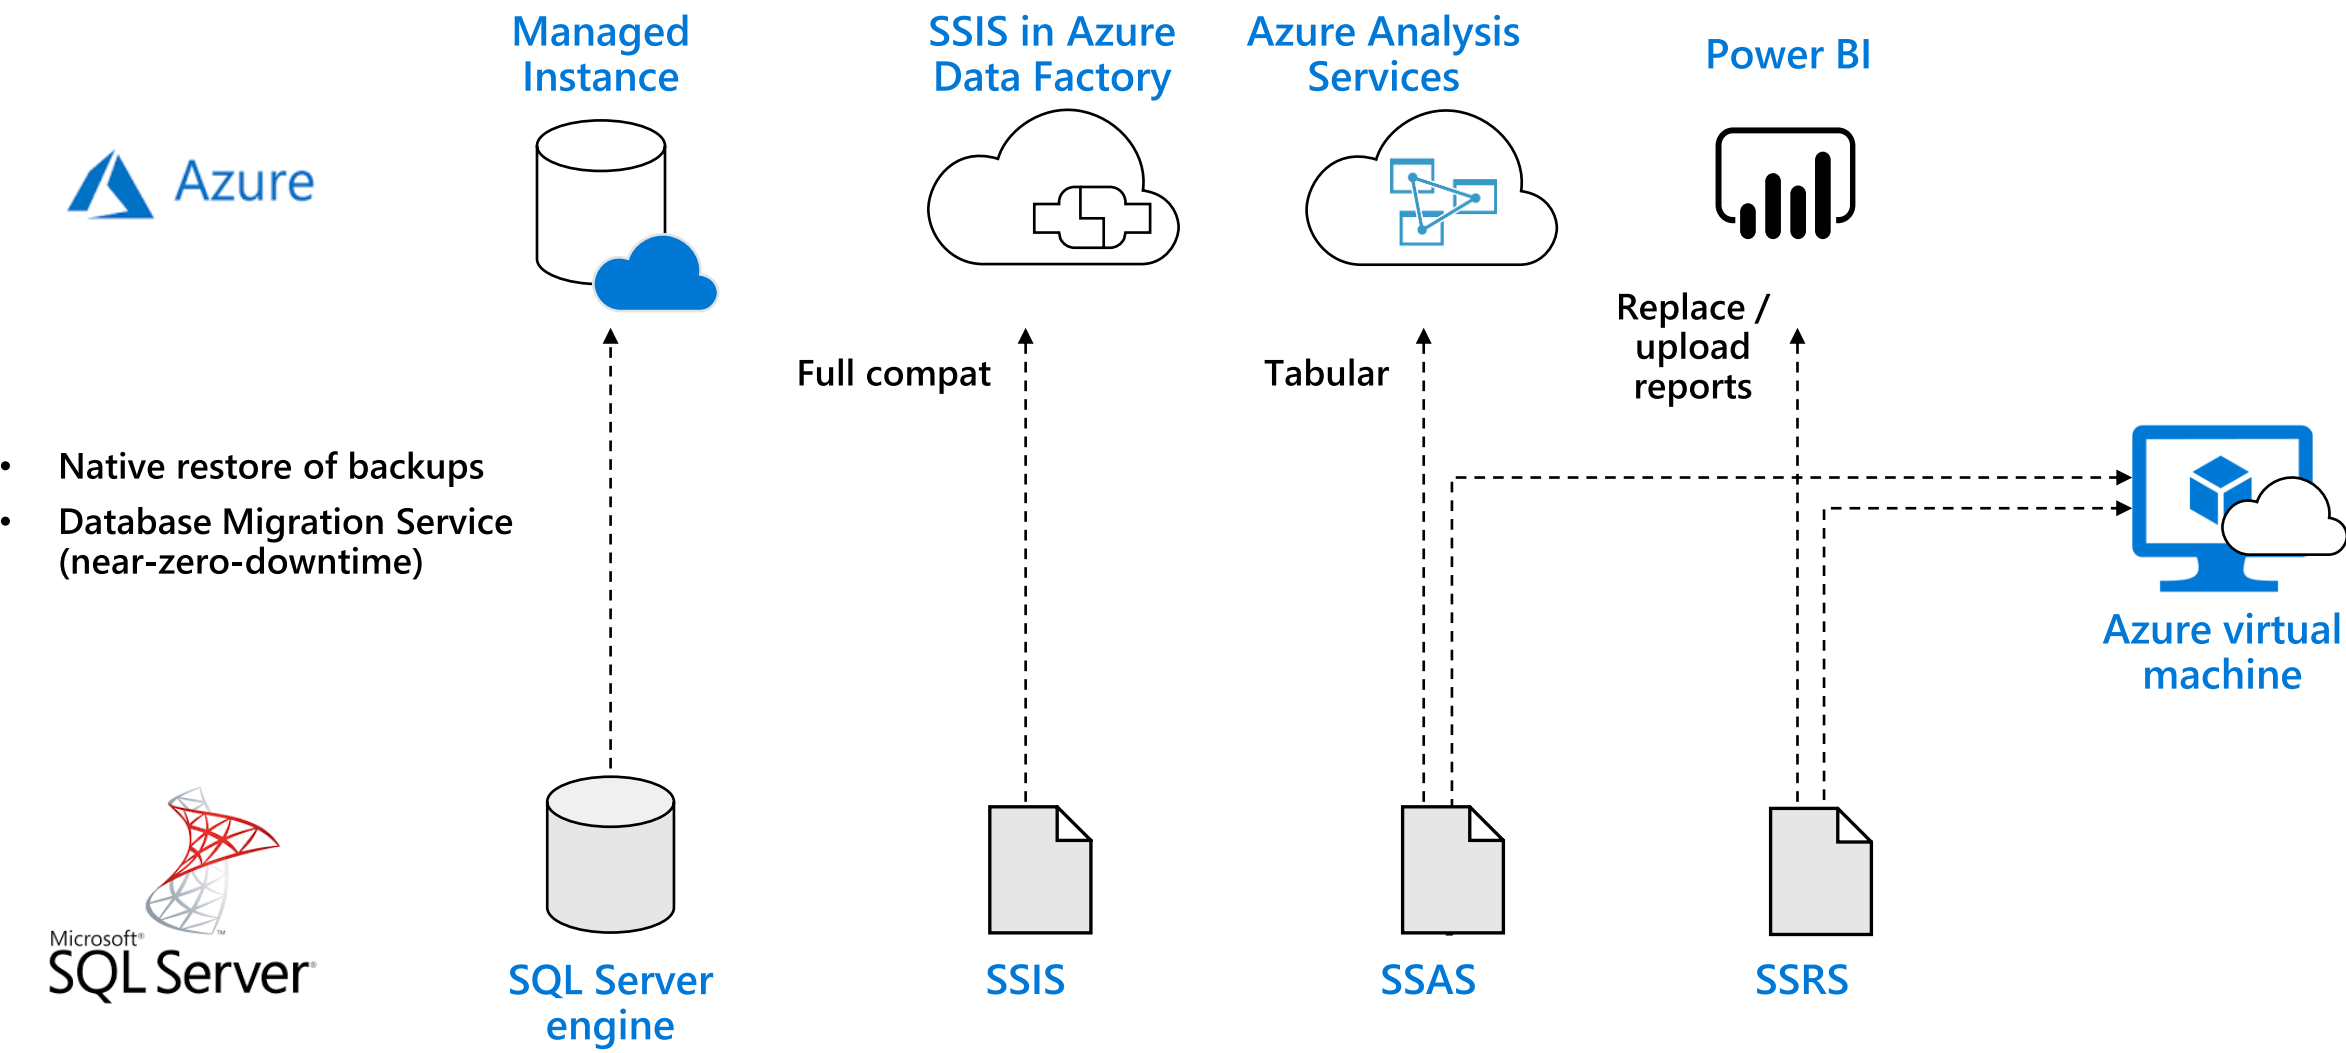 Managed
Instance
SSIS in Azure
Data Factory
Azure Analysis
Services
Power BI
Azure
Replace /
upload
reports
Full compat
Tabular
• Native restore of backups
• Database Migration Service
(near-zero-downtime)
Azure virtual
machine
Microsoft®
SQL Server®
™
SQL Server
engine
SSIS
SSAS
SSRS